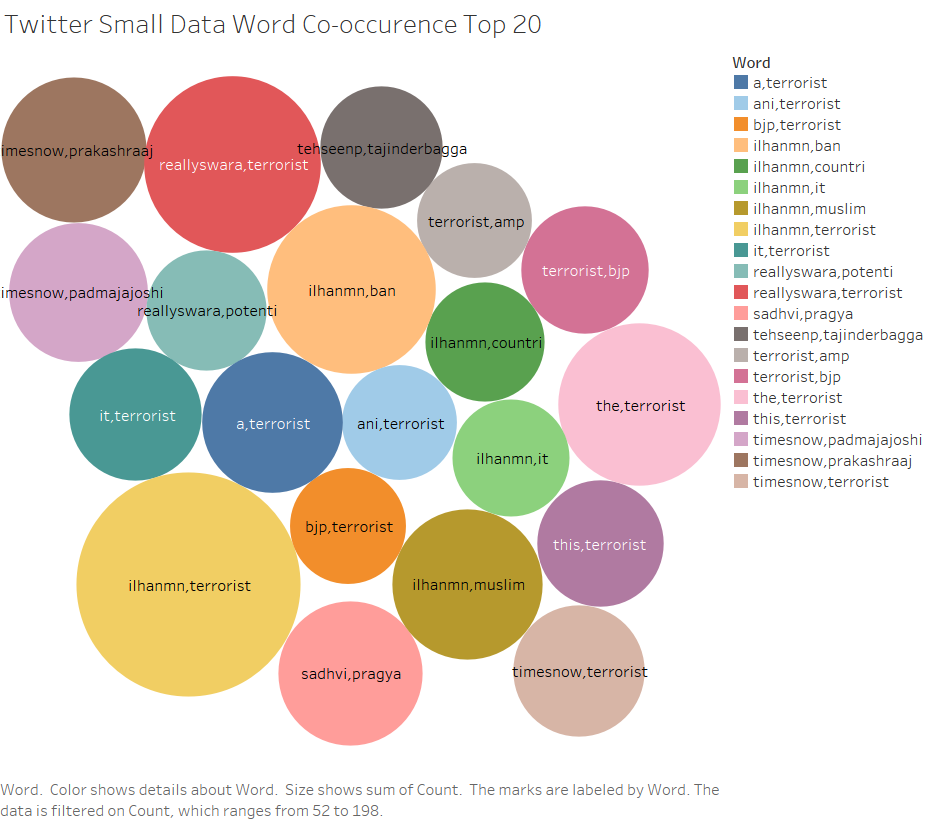 Twitter Small Data Word Co-occurence Top 20
imesnow,prakashraaj
reallyswara,terrorist
tehseenp,tajinderbagga
terrorist,amp
terrorist,bjp
imesnow,padmajajoshi
reallyswara,potenti
ilhanmn,ban
ilhanmn,countri
the,terrorist
it,terrorist
a,terrorist
ani,terrorist
ilhanmn,it
bjp,terrorist
this,terrorist
ilhanmn,terrorist
ilhanmn,muslim
sadhvi,pragya
timesnow,terrorist
Word
a,terrorist
ani,terrorist
bjp,terrorist
ilhanmn,ban
ilhanmn,countri
ilhanmn,it
ilhanmn,muslim
ilhanmn,terrorist
it,terrorist
reallyswara,potenti
reallyswara,terrorist
sadhvi,pragya
tehseenp,tajinderbagga
terrorist,amp
terrorist,bjp
the,terrorist
this,terrorist
timesnow,padmajajoshi
timesnow,prakashraaj
timesnow,terrorist
Word. Color shows details about Word. Size shows sum of Count. The marks are labeled by Word. The
data is filtered on Count, which ranges from 52 to 198.